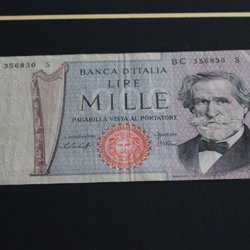 356830 S
BC 356830 S
BANCA D'ITALIA
LIRE
MILLE
PAGABILI A VISTA AL PORTATORE